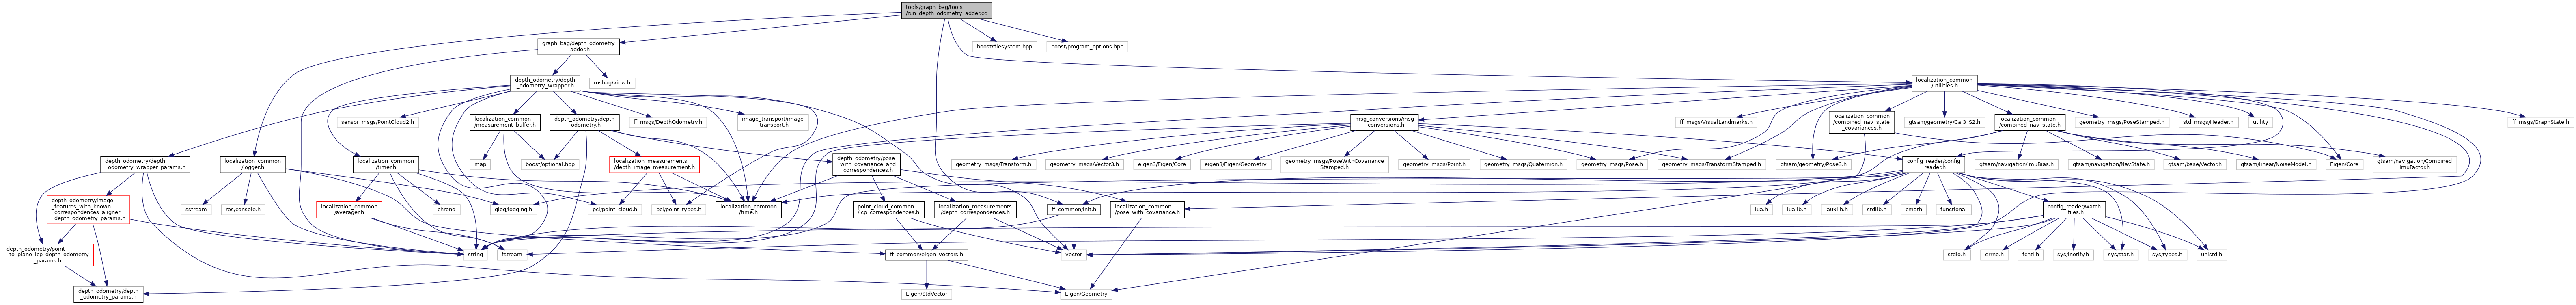 tools/graph_bag/tools
/run_depth_odometry_adder.cc
graph_bag/depth_odometry
_adder.h
boost/filesystem.hpp
boost/program_options.hpp
depth_odometry/depth
_odometry_wrapper.h
rosbag/view.h
localization_common
/utilities.h
sensor_msgs/PointCloud2.h
localization_common
/measurement_buffer.h
depth_odometry/depth
_odometry.h
ff_msgs/DepthOdometry.h
image_transport/image
_transport.h
msg_conversions/msg
_conversions.h
ff_msgs/VisualLandmarks.h
localization_common
/combined_nav_state
_covariances.h
gtsam/geometry/Cal3_S2.h
localization_common
/combined_nav_state.h
geometry_msgs/PoseStamped.h
std_msgs/Header.h
utility
ff_msgs/GraphState.h
depth_odometry/depth
_odometry_wrapper_params.h
localization_common
/logger.h
localization_common
/timer.h
map
boost/optional.hpp
localization_measurements
/depth_image_measurement.h
depth_odometry/pose
_with_covariance_and
_correspondences.h
geometry_msgs/Transform.h
geometry_msgs/Vector3.h
eigen3/Eigen/Core
eigen3/Eigen/Geometry
geometry_msgs/PoseWithCovariance
Stamped.h
geometry_msgs/Point.h
geometry_msgs/Quaternion.h
geometry_msgs/Pose.h
geometry_msgs/TransformStamped.h
gtsam/geometry/Pose3.h
config_reader/config
_reader.h
gtsam/navigation/ImuBias.h
gtsam/navigation/NavState.h
gtsam/base/Vector.h
gtsam/linear/NoiseModel.h
Eigen/Core
gtsam/navigation/Combined
ImuFactor.h
depth_odometry/image
_features_with_known
_correspondences_aligner
_depth_odometry_params.h
sstream
ros/console.h
localization_common
/averager.h
chrono
glog/logging.h
pcl/point_cloud.h
pcl/point_types.h
localization_common
/time.h
point_cloud_common
/icp_correspondences.h
localization_measurements
/depth_correspondences.h
ff_common/init.h
localization_common
/pose_with_covariance.h
lua.h
lualib.h
lauxlib.h
stdlib.h
cmath
functional
config_reader/watch
_files.h
depth_odometry/point
_to_plane_icp_depth_odometry
_params.h
string
fstream
ff_common/eigen_vectors.h
vector
stdio.h
errno.h
fcntl.h
sys/inotify.h
sys/stat.h
sys/types.h
unistd.h
depth_odometry/depth
_odometry_params.h
Eigen/StdVector
Eigen/Geometry